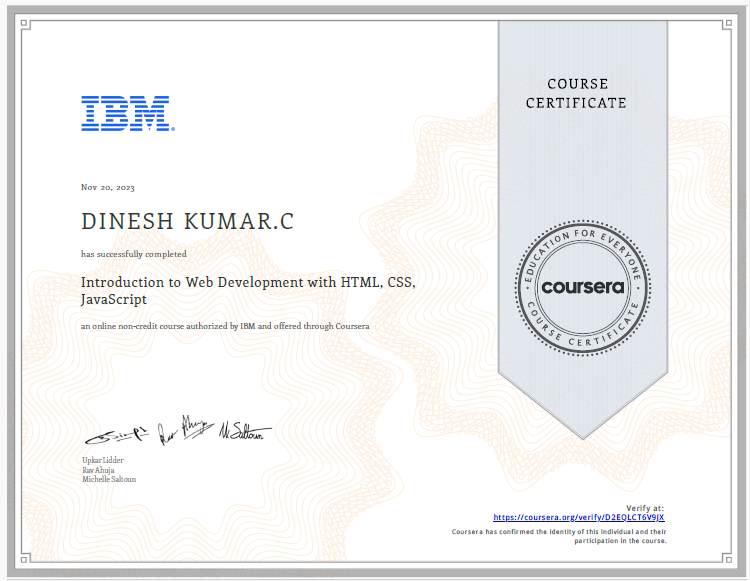 COURSE
CERTIFICATE
IBM®
Nov 20, 2023
DINESH KUMAR.C
has successfully completed
Introduction to Web Development with HTML, CSS,
JavaScript
an online non-credit course authorized by IBM and offered through Coursera
EDUCATION FOR EVERYONE
coursera
COURSE CERTIFICATE
Rav Ahuja
M. Saltoun
Upkar Lidder
Rav Ahuja
Michelle Saltoun
Verify at:
https://coursera.org/verify/D2EQLCT6V9JX
Coursera has confirmed the identity of this individual and their
participation in the course.